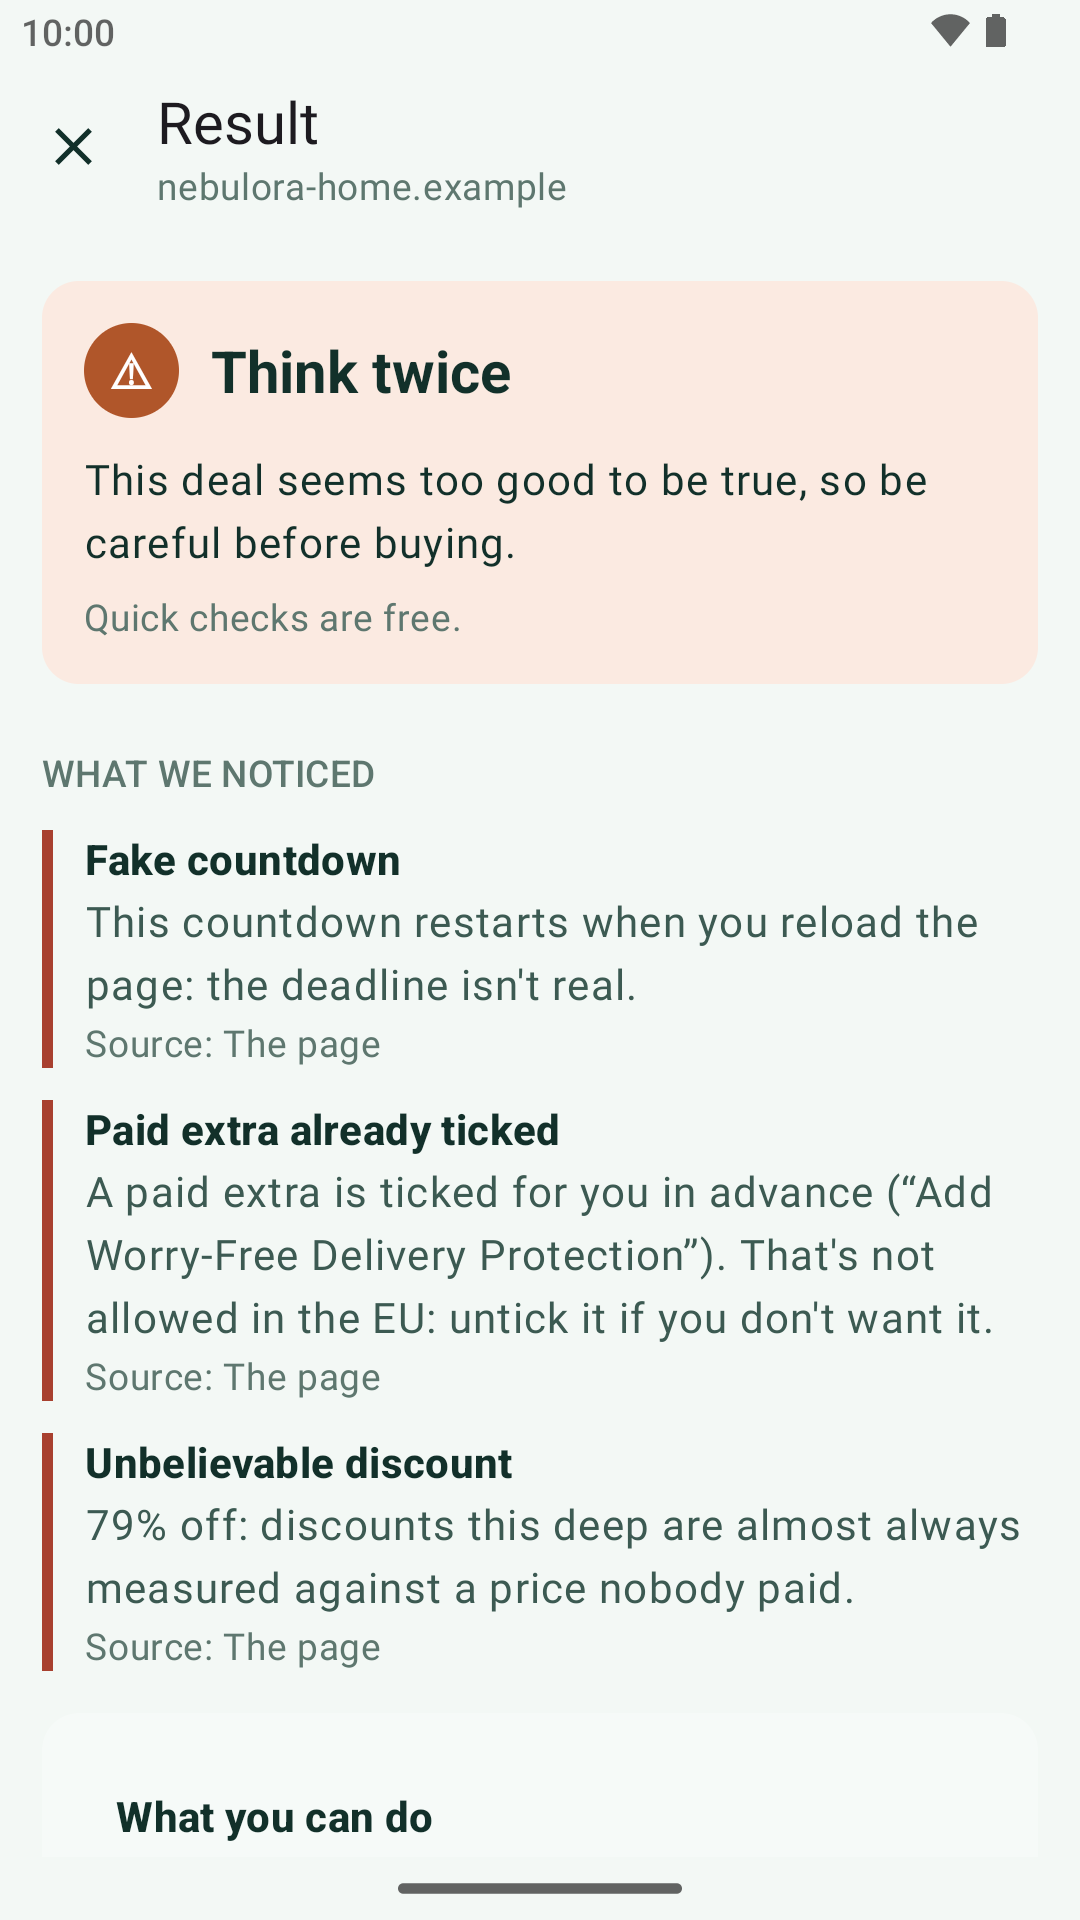 10:00
Result
nebulora-home.example
Think twice
This deal seems too good to be true, so be
careful before buying.
Quick checks are free.
WHAT WE NOTICED
Fake countdown
This countdown restarts when you reload the
page: the deadline isn't real.
Source: The page
Paid extra already ticked
A paid extra is ticked for you in advance (“Add
Worry-Free Delivery Protection”). That's not
allowed in the EU: untick it if you don't want it.
Source: The page
Unbelievable discount
79% off: discounts this deep are almost always
measured against a price nobody paid.
Source: The page
What you can do